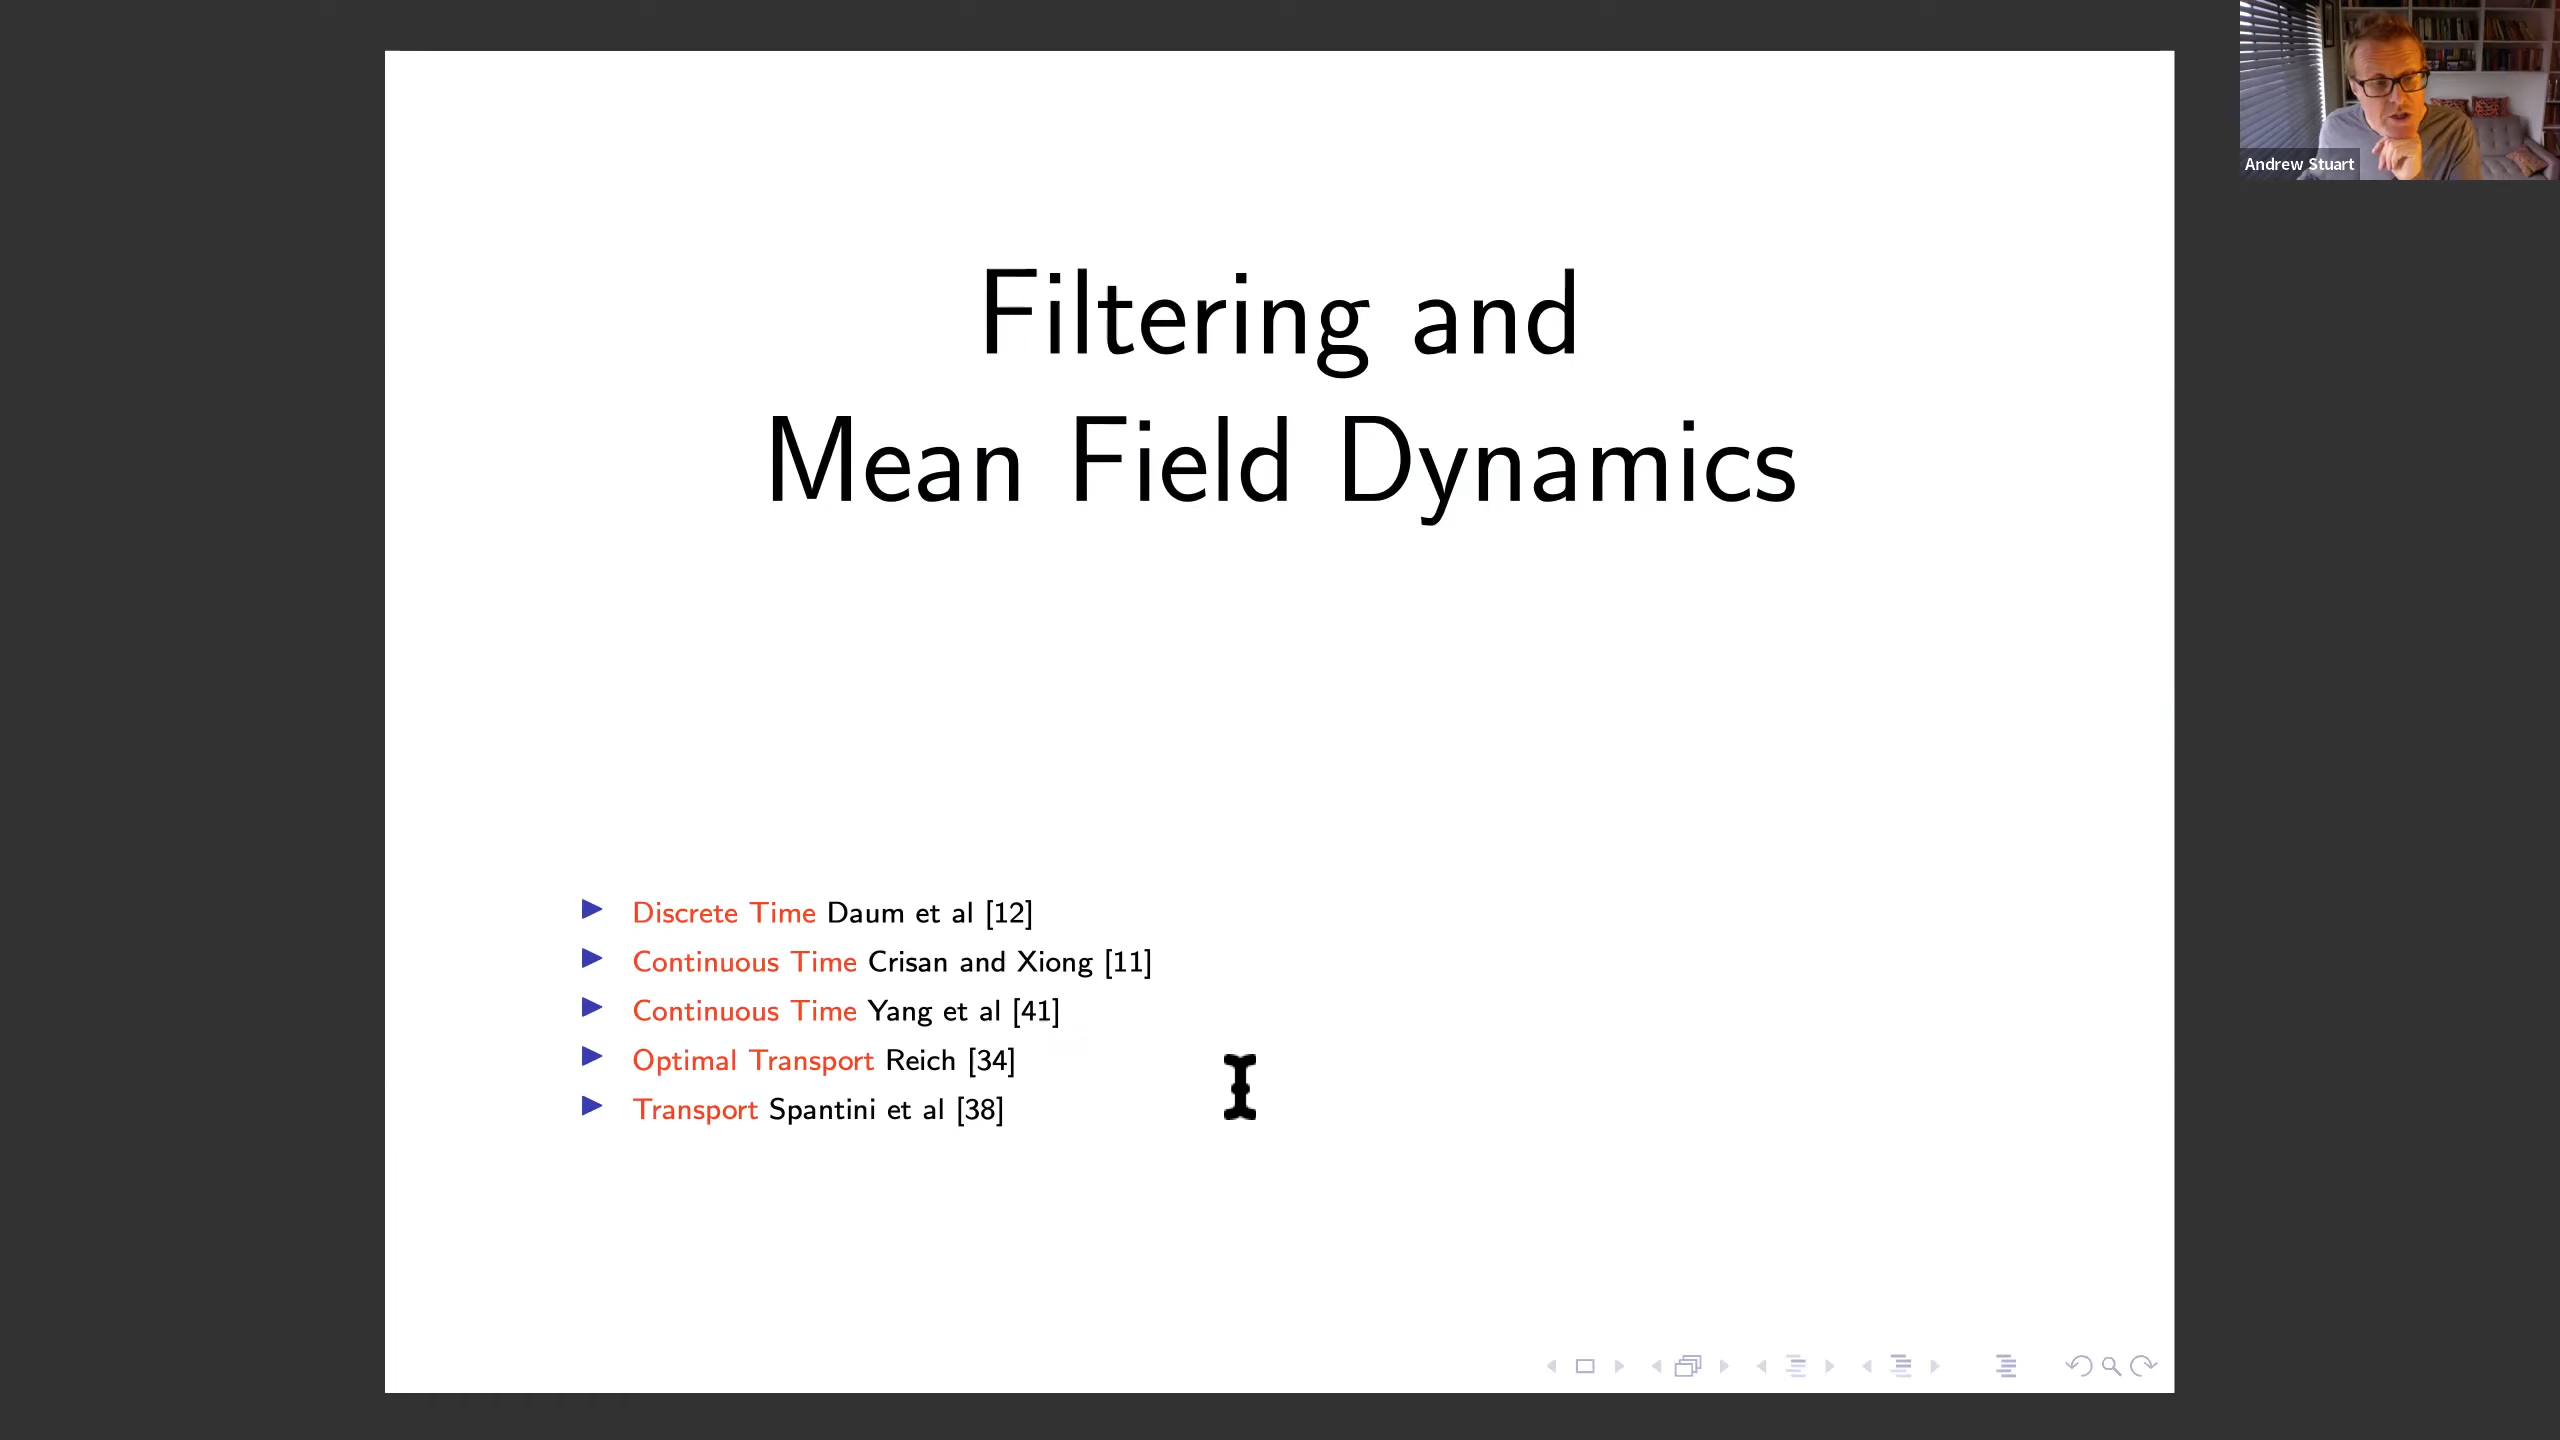 Andrew Stuart
Filtering and
Mean Field Dynamics
Discrete Time Daum et al [12]
Continuous Time Crisan and Xiong [11]
Continuous Time Yang et al [41]
Optimal Transport Reich [34]
Transport Spantini et al [38]